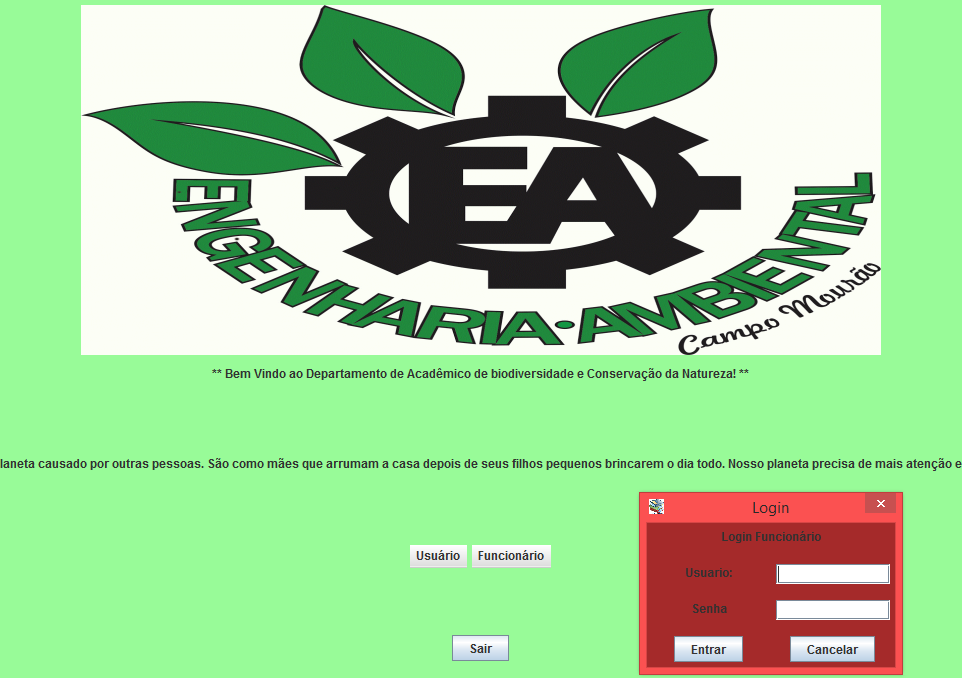 EA
ENGENHARIA·AMBIENTAL
Campo Mourão
** Bem Vindo ao Departamento de Acadêmico de biodiversidade e Conservação da Natureza! **
laneta causado por outras pessoas. São como mães que arrumam a casa depois de seus filhos pequenos brincarem o dia todo. Nosso planeta precisa de mais atenção e
Usuário Funcionário
Sair
Login
Login Funcionário
Usuario:
Senha
Entrar Cancelar